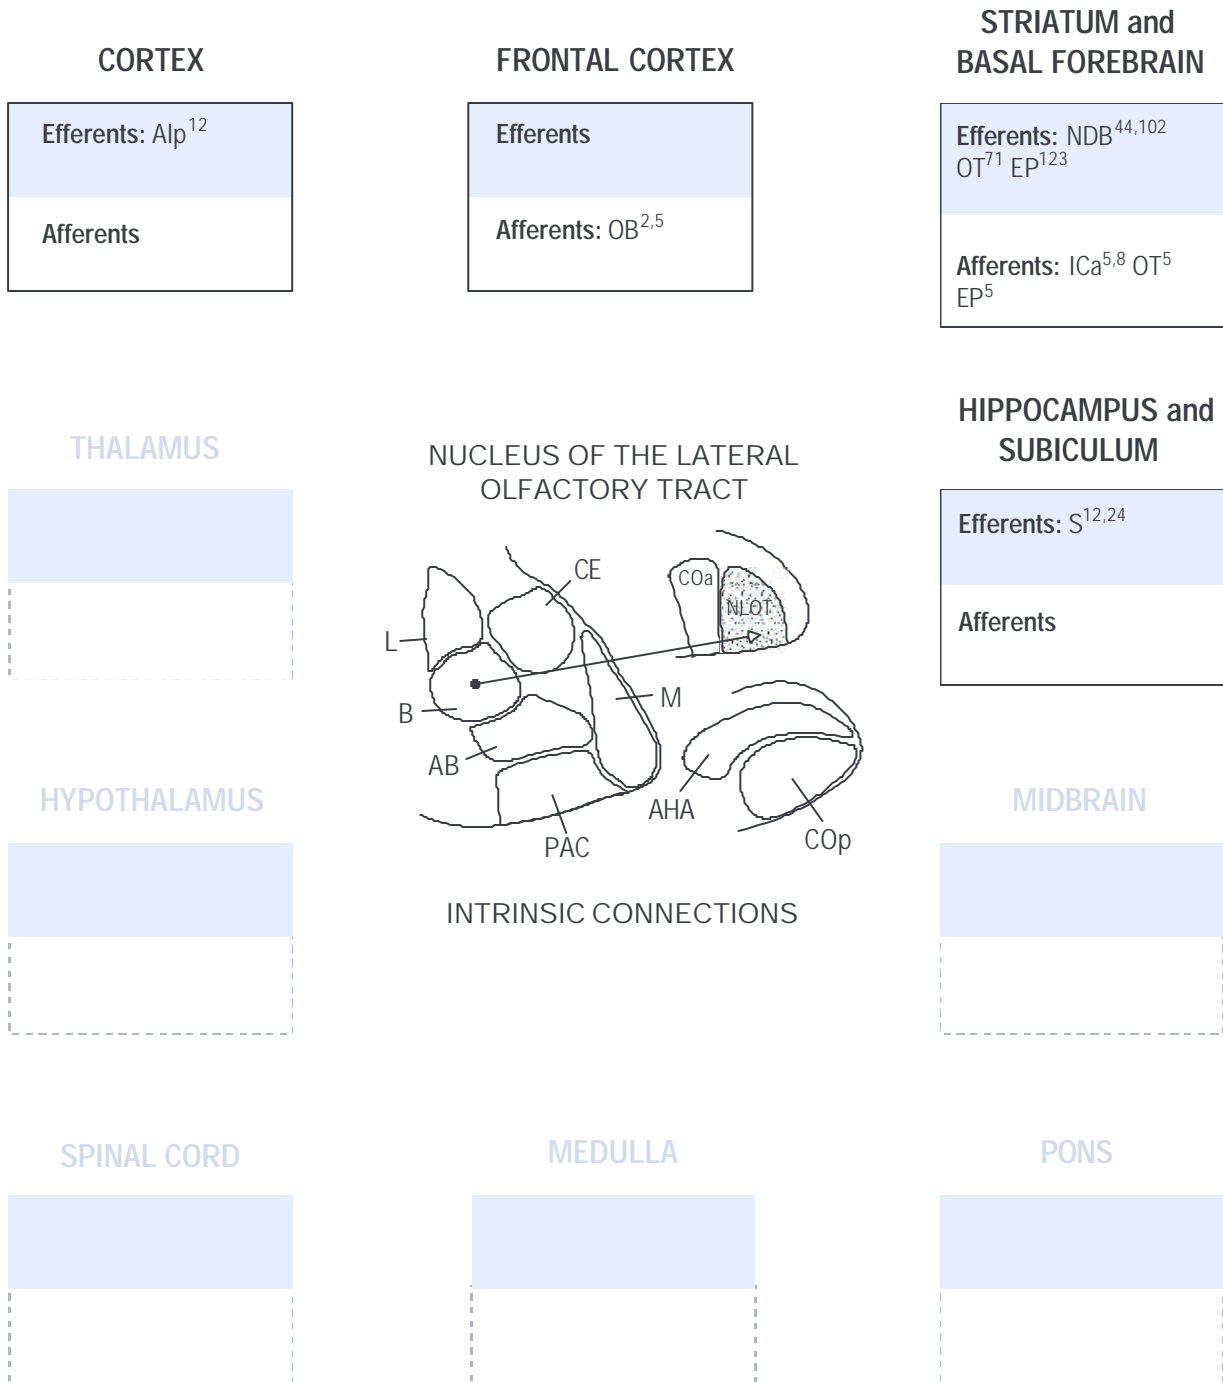 CORTEX
Efferents: AIp12
Afferents
FRONTAL CORTEX
Efferents
Afferents: OB2,5
STRIATUM and
BASAL FOREBRAIN
Efferents: NDB44,102
OT71 EP123
Afferents: ICa5,8 OT5
EP5
THALAMUS
NUCLEUS OF THE LATERAL
OLFACTORY TRACT
CE
COa
NLOT
L
B
M
AB
AHA
PAC
COp
INTRINSIC CONNECTIONS
HIPPOCAMPUS and
SUBICULUM
Efferents: S12,24
Afferents
HYPOTHALAMUS
MIDBRAIN
SPINAL CORD
MEDULLA
PONS